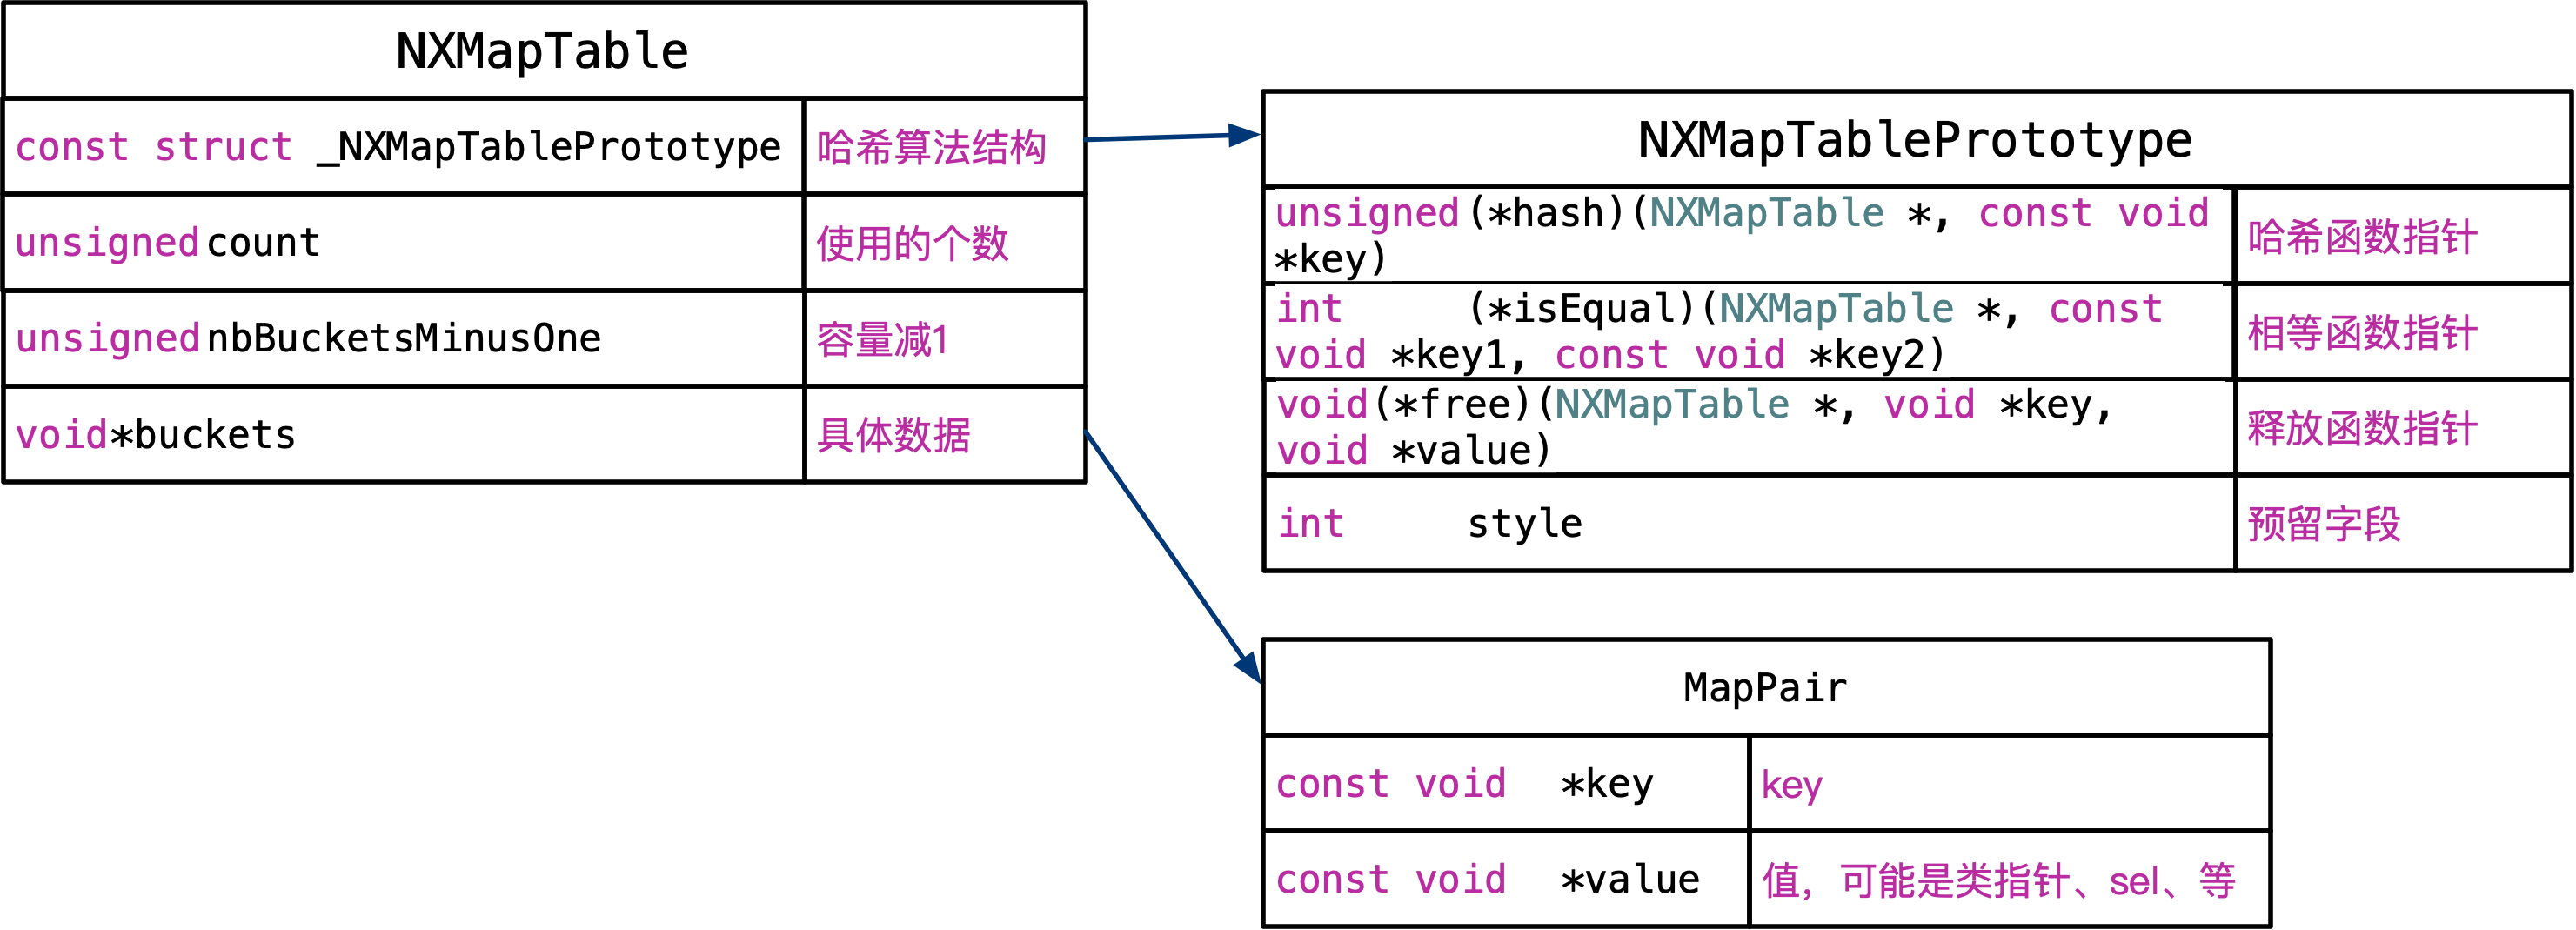 NXMapTable
const struct _NXMapTablePrototype 哈希算法结构
unsigned count 使用的个数
unsigned nbBucketsMinusOne 容量减1
void *buckets 具体数据
NXMapTablePrototype
unsigned (*hash)(NXMapTable *, const void
*key)
哈希函数指针
int (*isEqual)(NXMapTable *, const
void *key1, const void *key2)
相等函数指针
void (*free)(NXMapTable *, void *key,
void *value)
释放函数指针
int style 预留字段
MapPair
const void *key key
const void *value 值，可能是类指针、sel、等